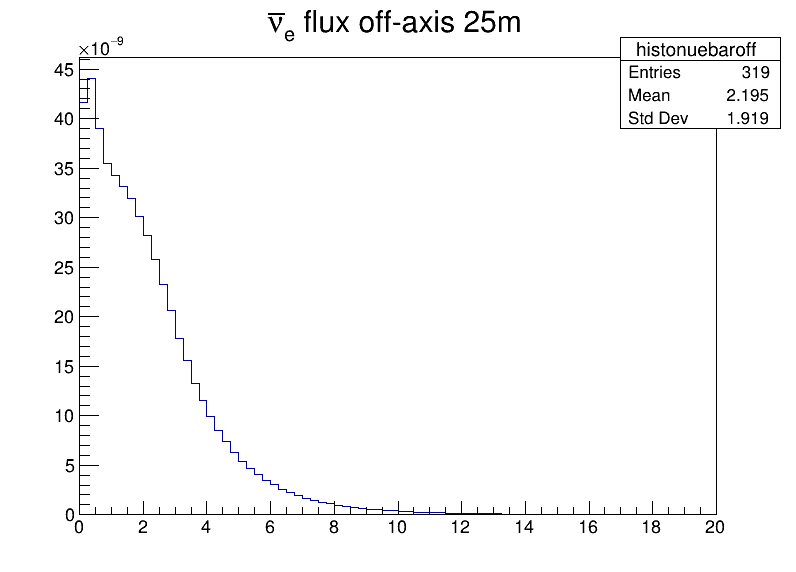 ν̅ₑ flux off-axis 25m
×10⁻⁹
histonuebaroff
Entries 319
Mean 2.195
Std Dev 1.919
45
40
35
30
25
20
15
10
5
0
0 2 4 6 8 10 12 14 16 18 20